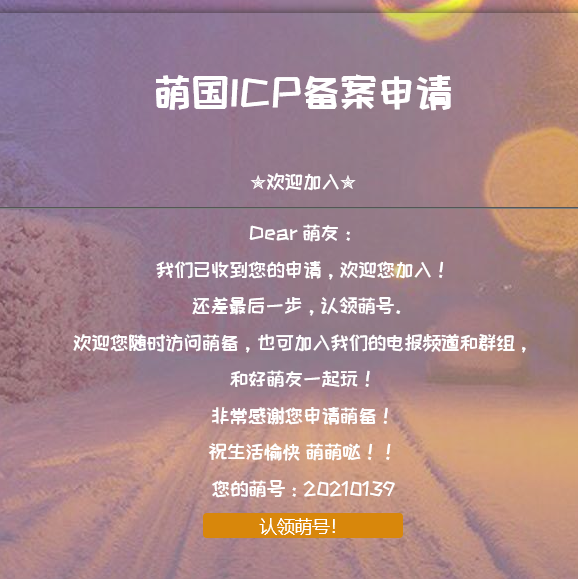 萌国ICP备案申请
★欢迎加入★
Dear 萌友：
我们已收到您的申请，欢迎您加入！
还差最后一步，认领萌号。
欢迎您随时访问萌备，也可加入我们的电报频道和群组，
和好萌友一起玩！
非常感谢您申请萌备！
祝生活愉快 萌萌哒！！
您的萌号：20210139
认领萌号!